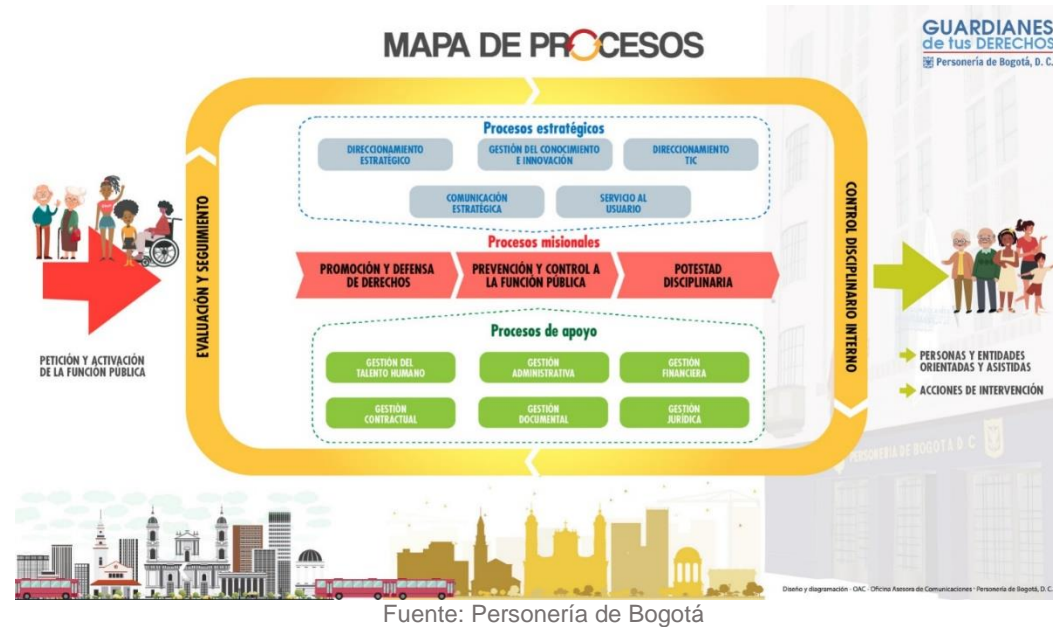 MAPA DE PROCESOS
GUARDIANES
de tus DERECHOS
Personería de Bogotá, D. C.
Procesos estratégicos
DIRECCIONAMIENTO
ESTRATÉGICO
GESTIÓN DEL CONOCIMIENTO
E INNOVACIÓN
DIRECCIONAMIENTO
TIC
COMUNICACIÓN
ESTRATÉGICA
SERVICIO AL
USUARIO
EVALUACIÓN Y SEGUIMIENTO
Procesos misionales
PROMOCIÓN Y DEFENSA
DE DERECHOS
PREVENCIÓN Y CONTROL A
LA FUNCIÓN PÚBLICA
POTESTAD
DISCIPLINARIA
CONTROL DISCIPLINARIO INTERNO
Procesos de apoyo
GESTIÓN DEL
TALENTO HUMANO
GESTIÓN
ADMINISTRATIVA
GESTIÓN
FINANCIERA
GESTIÓN
CONTRACTUAL
GESTIÓN
DOCUMENTAL
GESTIÓN
JURÍDICA
PETICIÓN Y ACTIVACIÓN
DE LA FUNCIÓN PÚBLICA
PERSONAS Y ENTIDADES
ORIENTADAS Y ASISTIDAS
ACCIONES DE INTERVENCIÓN
PERSONERÍA DE BOGOTÁ D. C
Diseño y diagramación - OAC - Oficina Asesora de Comunicaciones - Personería de Bogotá, D. C.
Fuente: Personería de Bogotá